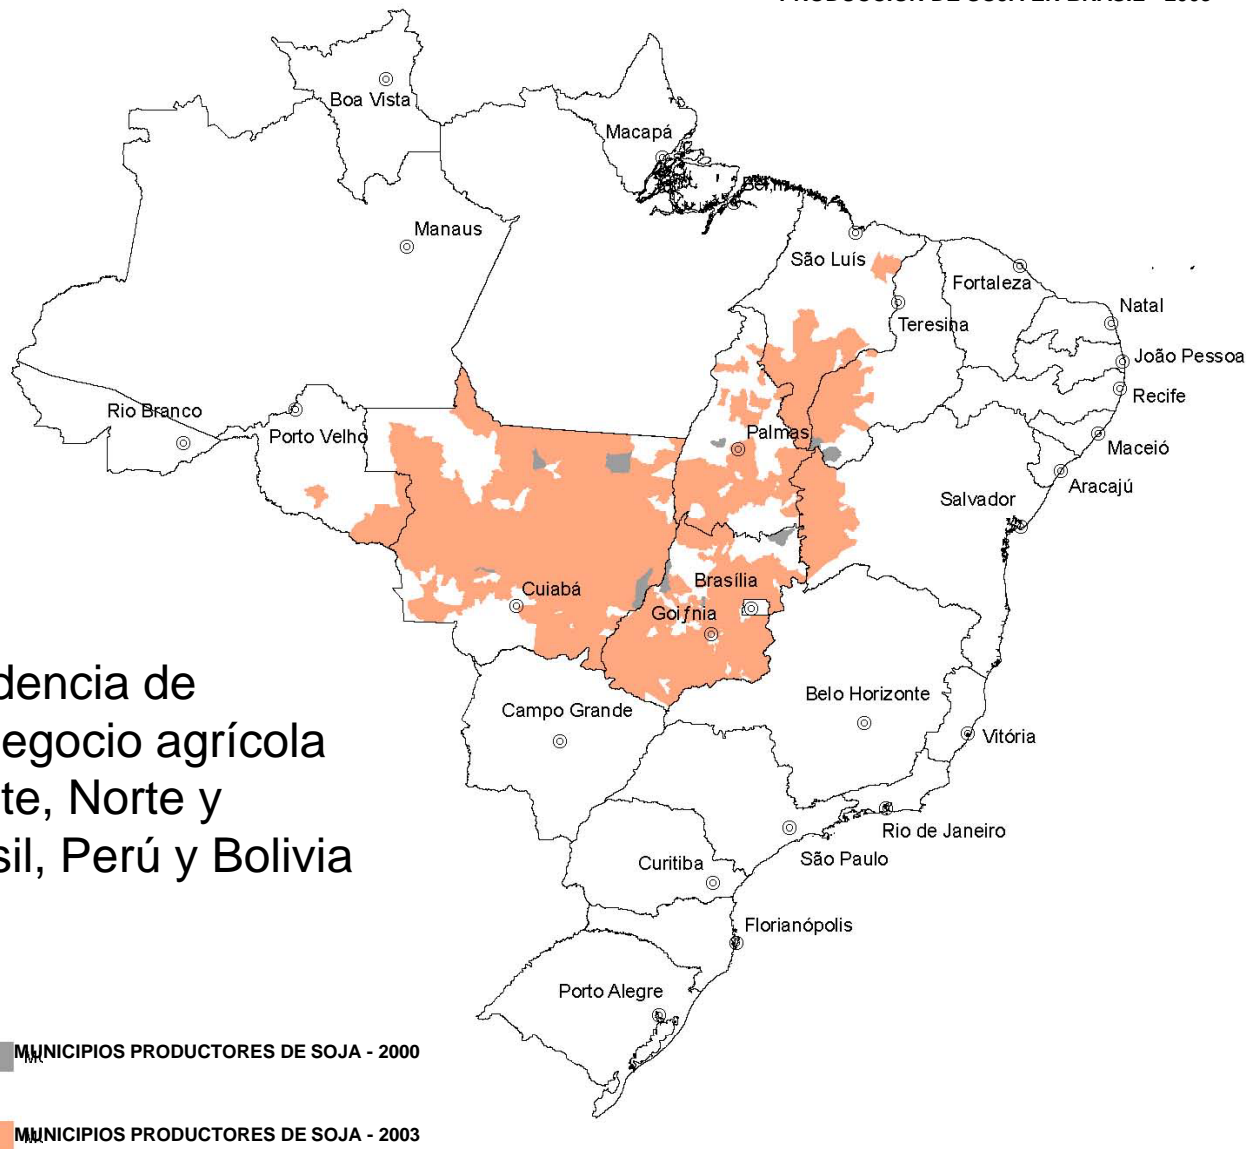 Boa Vista
Macapá
Manaus
São Luís
Fortaleza
Teresina
Natal
João Pessoa
Recife
Rio Branco
Porto Velho
Palmas
Maceió
Aracajú
Salvador
Cuiabá
Brasília
Goiƒnia
dencia de
egocio agrícola
te, Norte y
sil, Perú y Bolivia
Campo Grande
Belo Horizonte
Vitória
Rio de Janeiro
São Paulo
Curitiba
Florianópolis
Porto Alegre
MUNICIPIOS PRODUCTORES DE SOJA - 2000
MUNICIPIOS PRODUCTORES DE SOJA - 2003